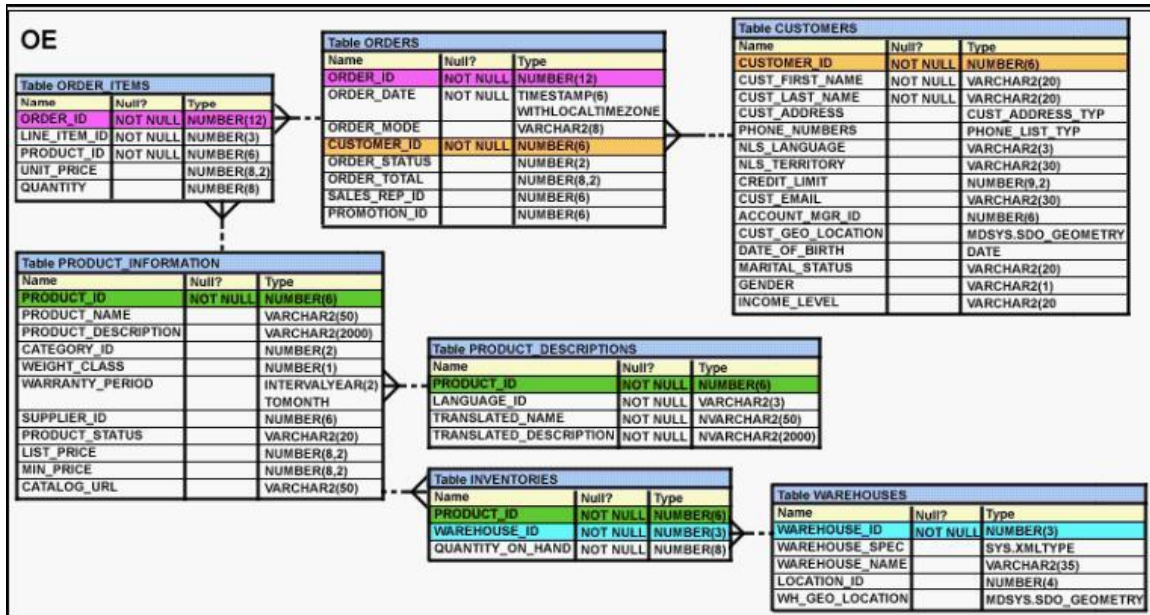 OE
Table ORDER_ITEMS
Name Null? Type
ORDER_ID NOT NULL NUMBER(12)
LINE_ITEM_ID NOT NULL NUMBER(3)
PRODUCT_ID NOT NULL NUMBER(6)
UNIT_PRICE NUMBER(8,2)
QUANTITY NUMBER(8)
Table ORDERS
Name Null? Type
ORDER_ID NOT NULL NUMBER(12)
ORDER_DATE NOT NULL TIMESTAMP(6)
WITHLOCALTIMEZONE
ORDER_MODE VARCHAR2(8)
CUSTOMER_ID NOT NULL NUMBER(6)
ORDER_STATUS NUMBER(2)
ORDER_TOTAL NUMBER(8,2)
SALES_REP_ID NUMBER(6)
PROMOTION_ID NUMBER(6)
Table CUSTOMERS
Name Null? Type
CUSTOMER_ID NOT NULL NUMBER(6)
CUST_FIRST_NAME NOT NULL VARCHAR2(20)
CUST_LAST_NAME NOT NULL VARCHAR2(20)
CUST_ADDRESS CUST_ADDRESS_TYP
PHONE_NUMBERS PHONE_LIST_TYP
NLS_LANGUAGE VARCHAR2(3)
NLS_TERRITORY VARCHAR2(30)
CREDIT_LIMIT NUMBER(9,2)
CUST_EMAIL VARCHAR2(30)
ACCOUNT_MGR_ID NUMBER(6)
CUST_GEO_LOCATION MDSYS.SDO_GEOMETRY
DATE_OF_BIRTH DATE
MARITAL_STATUS VARCHAR2(20)
GENDER VARCHAR2(1)
INCOME_LEVEL VARCHAR2(20
Table PRODUCT_INFORMATION
Name Null? Type
PRODUCT_ID NOT NULL NUMBER(6)
PRODUCT_NAME VARCHAR2(50)
PRODUCT_DESCRIPTION VARCHAR2(2000)
CATEGORY_ID NUMBER(2)
WEIGHT_CLASS NUMBER(1)
WARRANTY_PERIOD INTERVALYEAR(2)
TOMONTH
SUPPLIER_ID NUMBER(6)
PRODUCT_STATUS VARCHAR2(20)
LIST_PRICE NUMBER(8,2)
MIN_PRICE NUMBER(8,2)
CATALOG_URL VARCHAR2(50)
Table PRODUCT_DESCRIPTIONS
Name Null? Type
PRODUCT_ID NOT NULL NUMBER(6)
LANGUAGE_ID NOT NULL VARCHAR2(3)
TRANSLATED_NAME NOT NULL NVARCHAR2(50)
TRANSLATED_DESCRIPTION NOT NULL NVARCHAR2(2000)
Table INVENTORIES
Name Null? Type
PRODUCT_ID NOT NULL NUMBER(6)
WAREHOUSE_ID NOT NULL NUMBER(3)
QUANTITY_ON_HAND NOT NULL NUMBER(8)
Table WAREHOUSES
Name Null? Type
WAREHOUSE_ID NOT NULL NUMBER(3)
WAREHOUSE_SPEC SYS.XMLTYPE
WAREHOUSE_NAME VARCHAR2(35)
LOCATION_ID NUMBER(4)
WH_GEO_LOCATION MDSYS.SDO_GEOMETRY